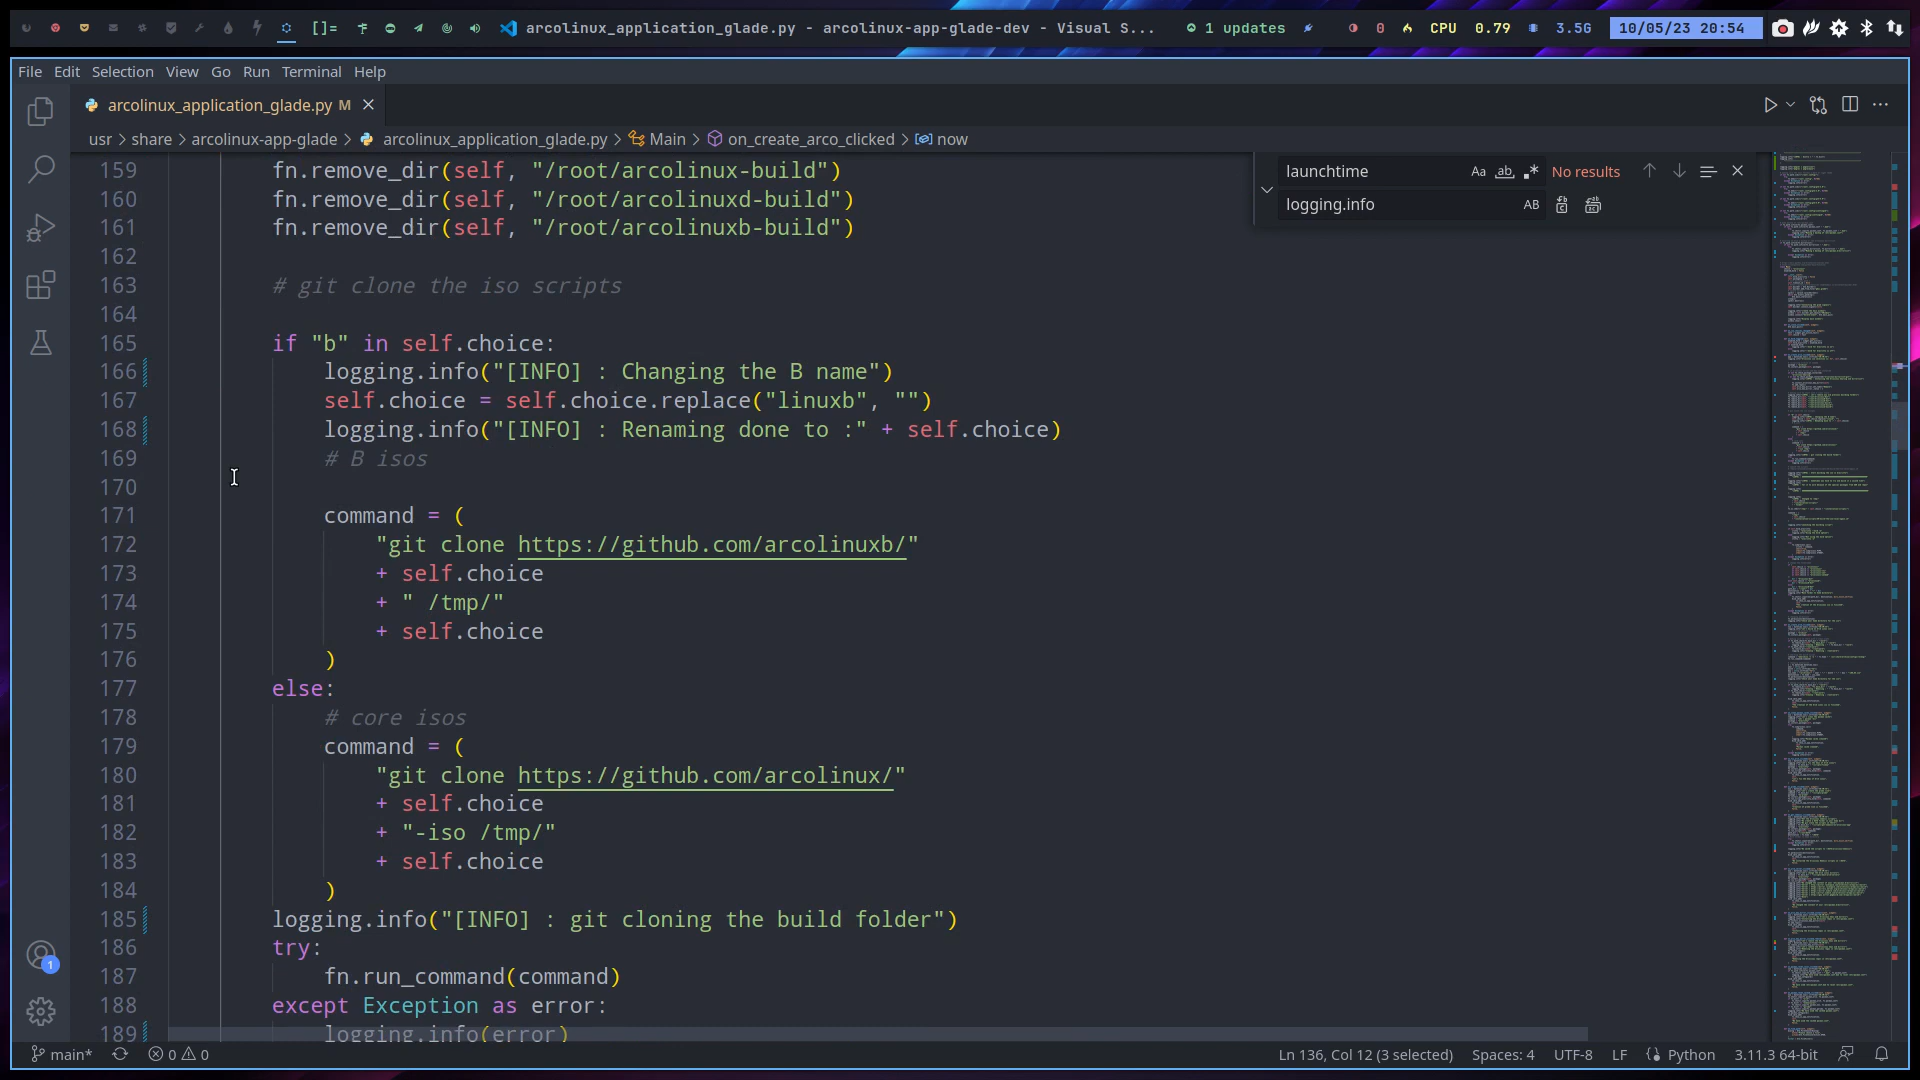 []= arcolinux_application_glade.py - arcolinux-app-glade-dev - Visual S... 1 updates 0 CPU 0.79 3.5G 10/05/23 20:54
File Edit Selection View Go Run Terminal Help
arcolinux_application_glade.py M
usr > share > arcolinux-app-glade > arcolinux_application_glade.py > Main > on_create_arco_clicked > now
launchtime Aa ab No results
logging.info AB
159 fn.remove_dir(self, "/root/arcolinux-build")
160 fn.remove_dir(self, "/root/arcolinuxd-build")
161 fn.remove_dir(self, "/root/arcolinuxb-build")
162
163 # git clone the iso scripts
164
165 if "b" in self.choice:
166 logging.info("[INFO] : Changing the B name")
167 self.choice = self.choice.replace("linuxb", "")
168 logging.info("[INFO] : Renaming done to :" + self.choice)
169 # B isos
170
171 command = (
172 "git clone https://github.com/arcolinuxb/"
173 + self.choice
174 + " /tmp/"
175 + self.choice
176 )
177 else:
178 # core isos
179 command = (
180 "git clone https://github.com/arcolinux/"
181 + self.choice
182 + "-iso /tmp/"
183 + self.choice
184 )
185 logging.info("[INFO] : git cloning the build folder")
186 try:
187 fn.run_command(command)
188 except Exception as error:
189 logging.info(error)
1
main* 0 0 Ln 136, Col 12 (3 selected) Spaces: 4 UTF-8 LF Python 3.11.3 64-bit